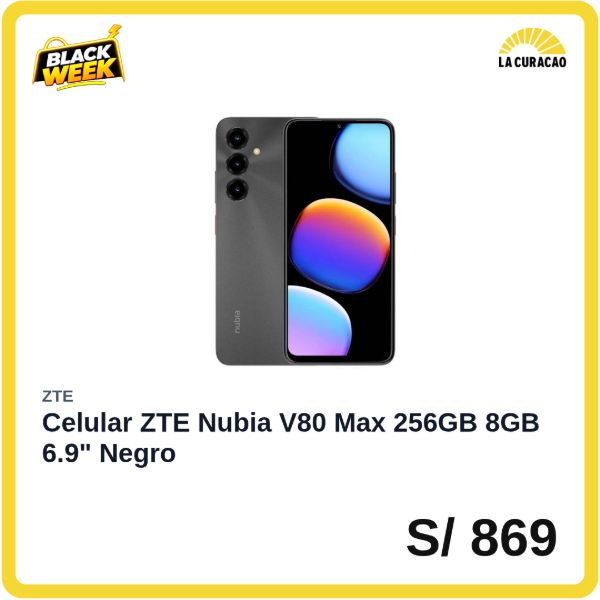 BLACK
WEEK
LA CURACAO
nubia
ZTE
Celular ZTE Nubia V80 Max 256GB 8GB
6.9" Negro
S/ 869